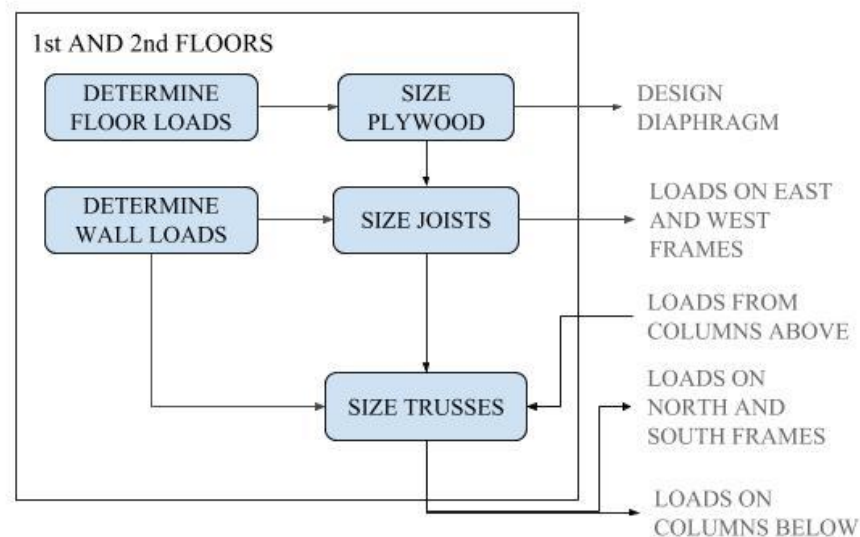 1st AND 2nd FLOORS
DETERMINE
FLOOR LOADS
SIZE
PLYWOOD
DESIGN
DIAPHRAGM
DETERMINE
WALL LOADS
SIZE JOISTS
LOADS ON EAST
AND WEST
FRAMES
LOADS FROM
COLUMNS ABOVE
SIZE TRUSSES
LOADS ON
NORTH AND
SOUTH FRAMES
LOADS ON
COLUMNS BELOW